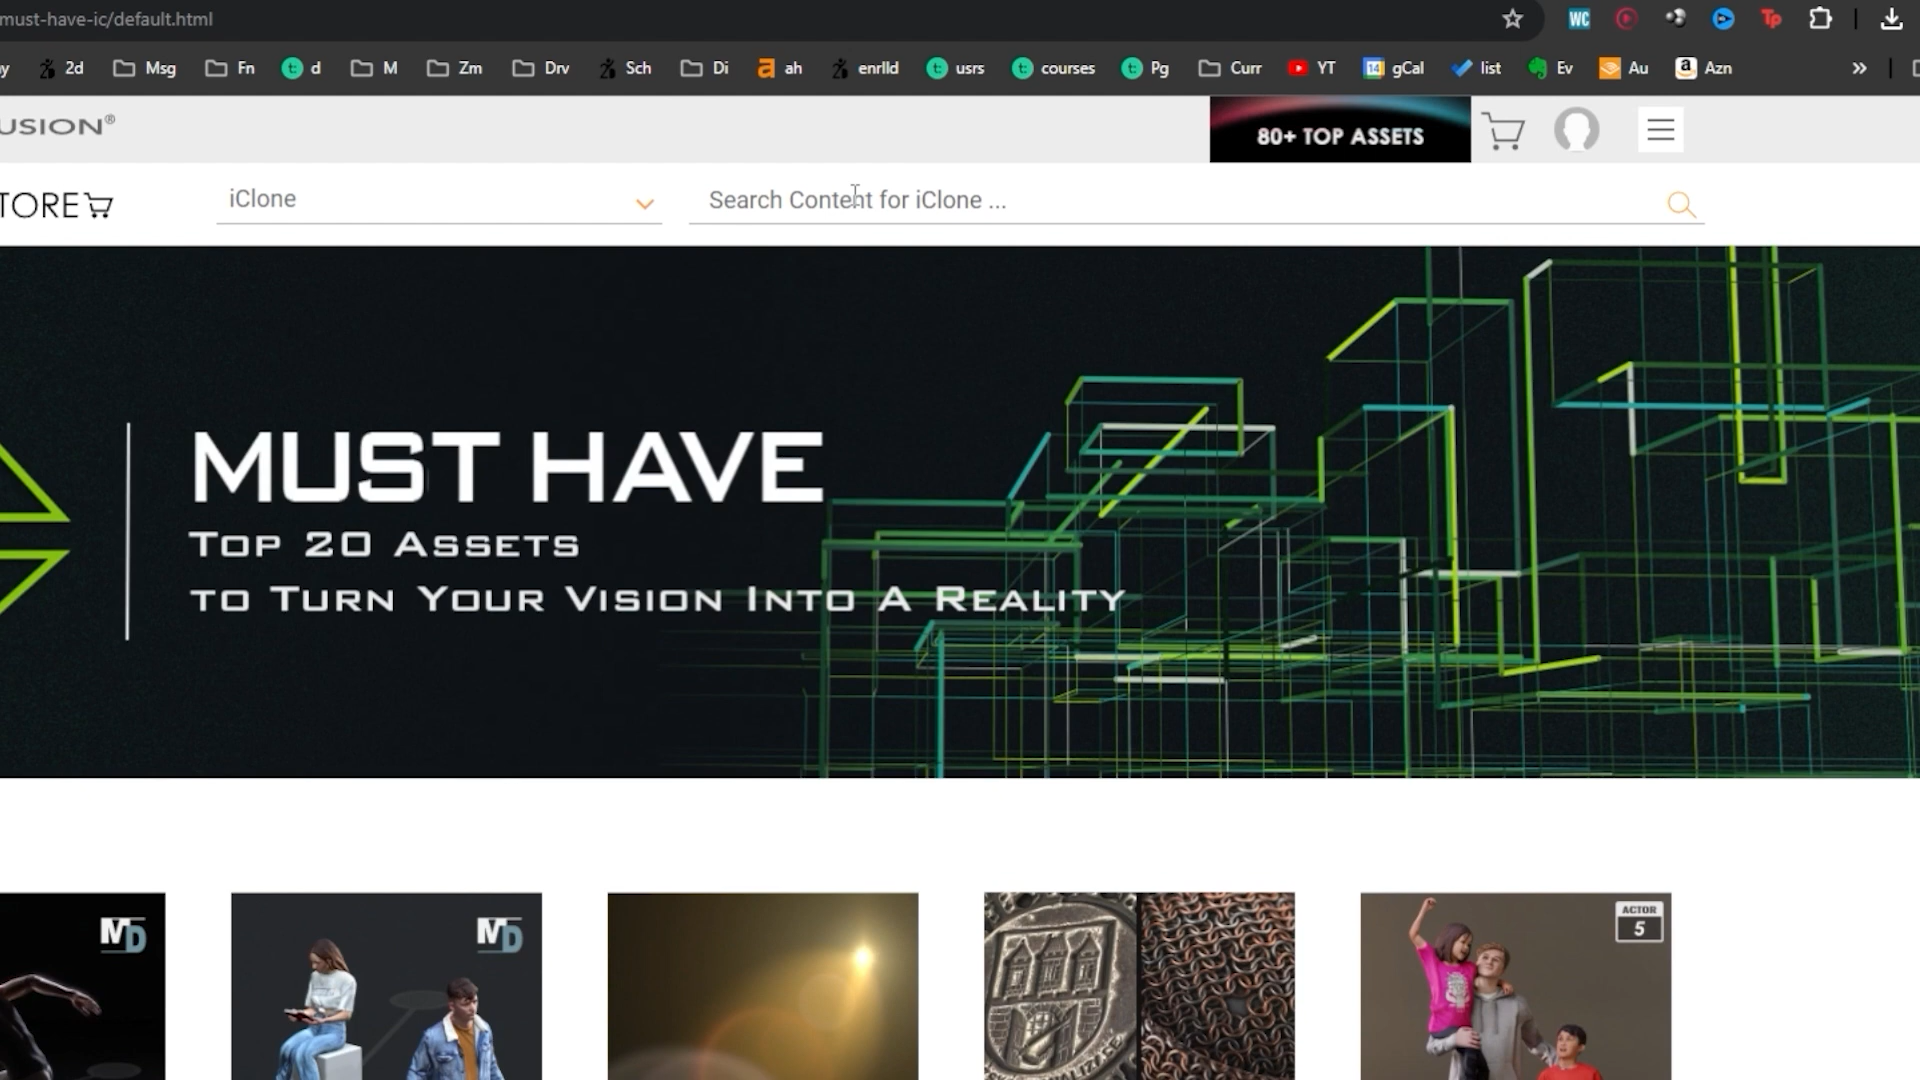 must-have-ic/default.html
WC
Tp
2d Msg Fn d M Zm Drv Sch Di ah enrlld usrs courses Pg Curr YT gCal list Ev Au Azn
USION®
80+ TOP ASSETS
TORE
iClone
Search Content for iClone ...
MUST HAVE
TOP 20 ASSETS
TO TURN YOUR VISION INTO A REALITY
MD
MD
ACTOR
5